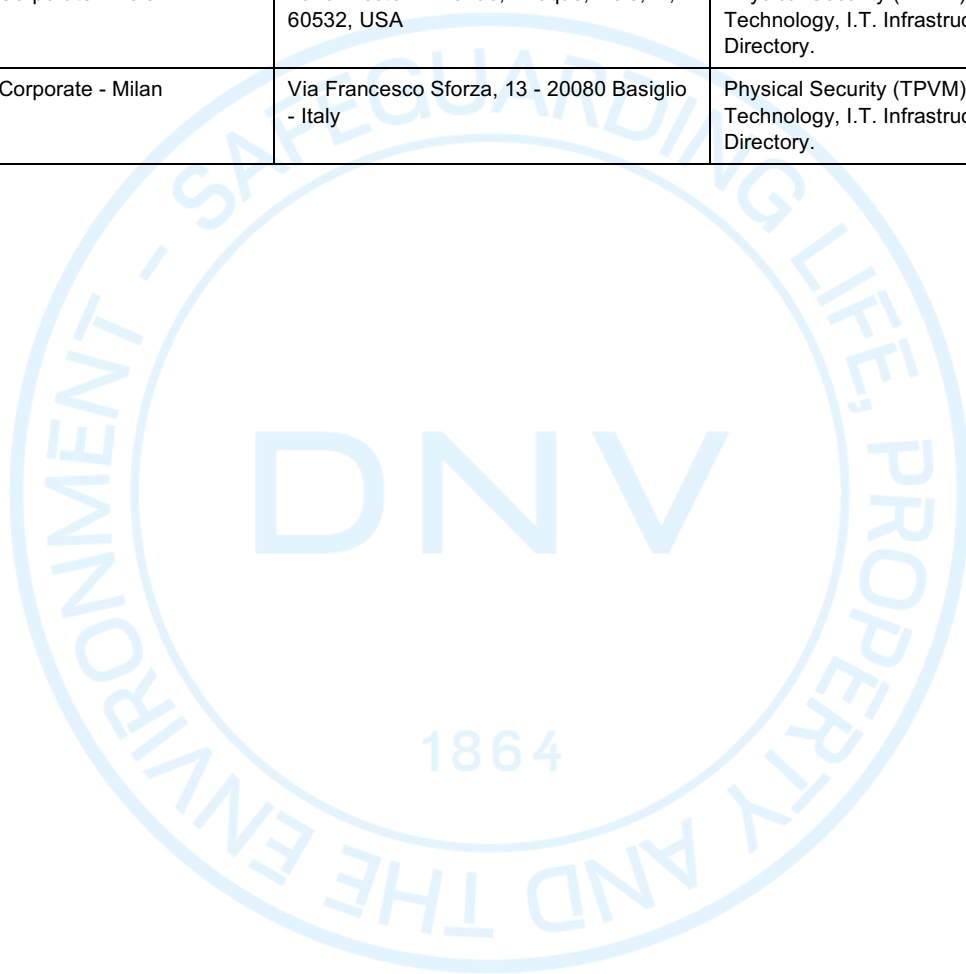 60532, USA
Technology, I.T. Infrastruc
Directory.
Corporate - Milan
Via Francesco Sforza, 13 - 20080 Basiglio
- Italy
Physical Security (TPVM)
Technology, I.T. Infrastruc
Directory.
SAFEGUARDING LIFE, PROPERTY AND THE ENVIRONMENT -
DNV
1864